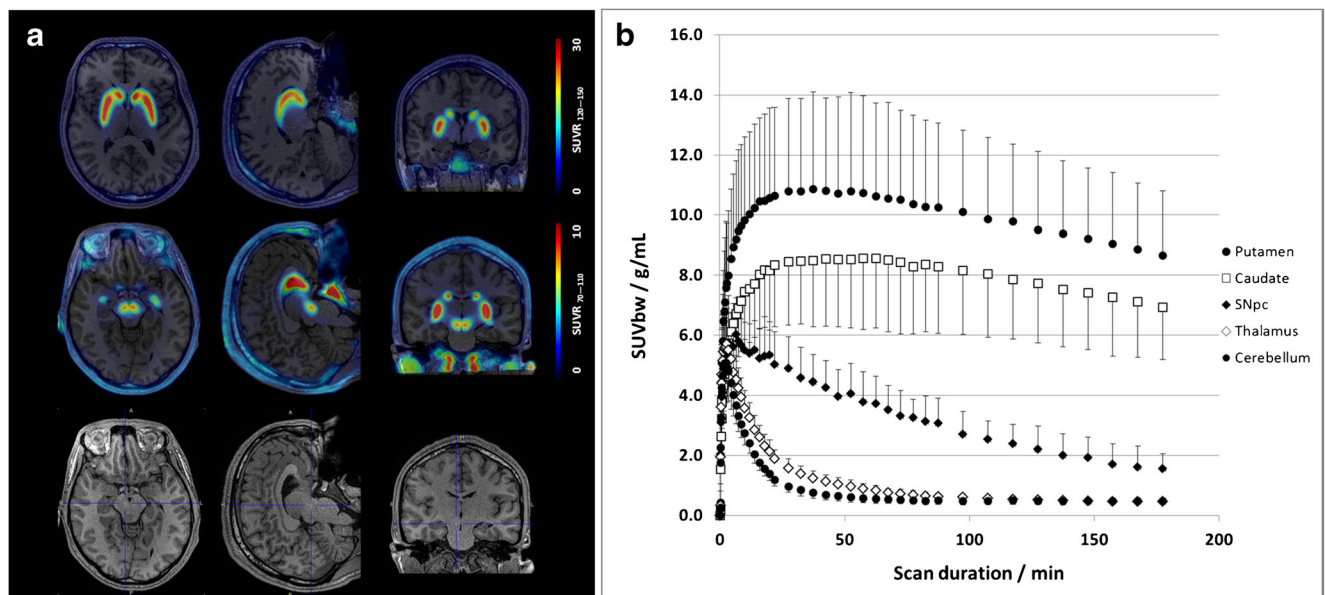 a
30
SUVR 120–150
0
10
SUVR 70–110
0
A
A
b
SUVbw / g/mL
16.0
14.0
12.0
10.0
8.0
6.0
4.0
2.0
0.0
0
50
100
150
200
Scan duration / min
Putamen
Caudate
SNpc
Thalamus
Cerebellum